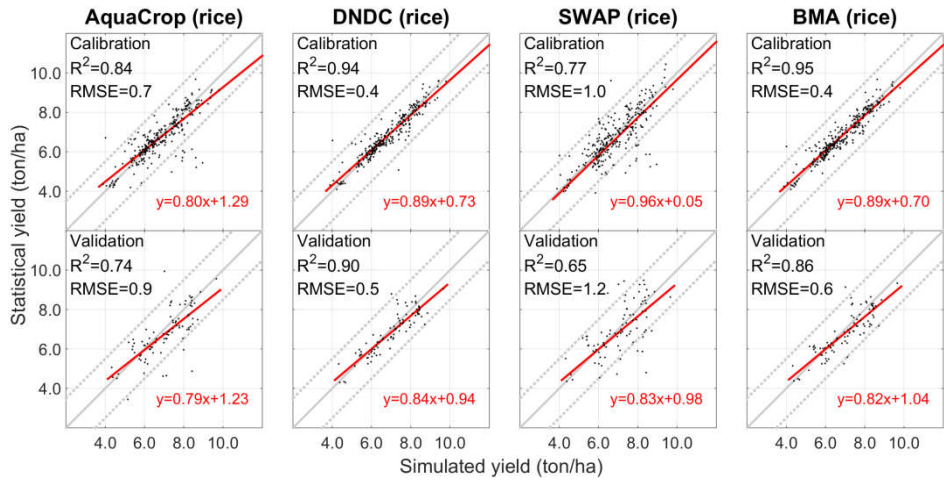 AquaCrop (rice)
DNDC (rice)
SWAP (rice)
BMA (rice)
Statistical yield (ton/ha)
10.0
8.0
6.0
4.0
Calibration
R²=0.84
RMSE=0.7
y=0.80x+1.29
Calibration
R²=0.94
RMSE=0.4
y=0.89x+0.73
Calibration
R²=0.77
RMSE=1.0
y=0.96x+0.05
Calibration
R²=0.95
RMSE=0.4
y=0.89x+0.70
10.0
8.0
6.0
4.0
Validation
R²=0.74
RMSE=0.9
y=0.79x+1.23
Validation
R²=0.90
RMSE=0.5
y=0.84x+0.94
Validation
R²=0.65
RMSE=1.2
y=0.83x+0.98
Validation
R²=0.86
RMSE=0.6
y=0.82x+1.04
4.0 6.0 8.0 10.0
4.0 6.0 8.0 10.0
4.0 6.0 8.0 10.0
4.0 6.0 8.0 10.0
Simulated yield (ton/ha)